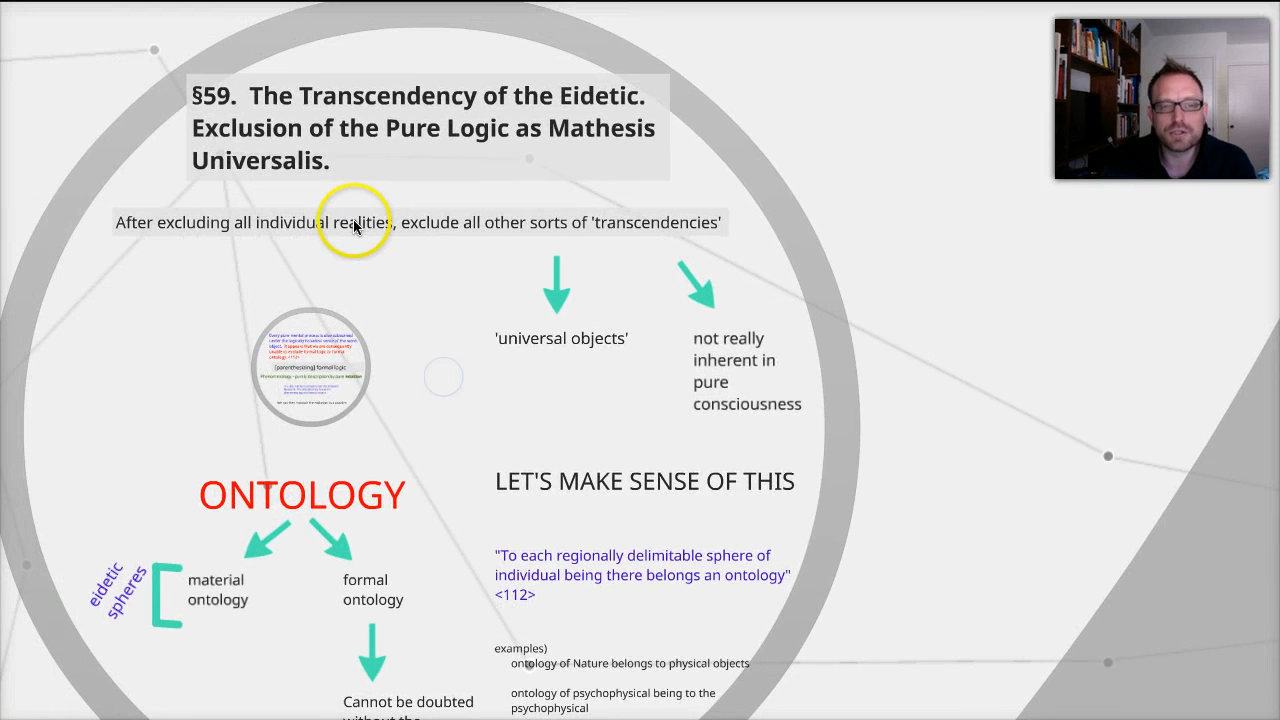 §59. The Transcendency of the Eidetic.
Exclusion of the Pure Logic as Mathesis
Universalis.
After excluding all individual realities, exclude all other sorts of 'transcendencies'
'universal objects'
not really
inherent in
pure
consciousness
[parenthesizing] formal logic
ONTOLOGY
material
ontology
formal
ontology
eidetic
spheres
Cannot be doubted
LET'S MAKE SENSE OF THIS
"To each regionally delimitable sphere of
individual being there belongs an ontology"
<112>
examples)
ontology of Nature belongs to physical objects
ontology of psychophysical being to the
psychophysical